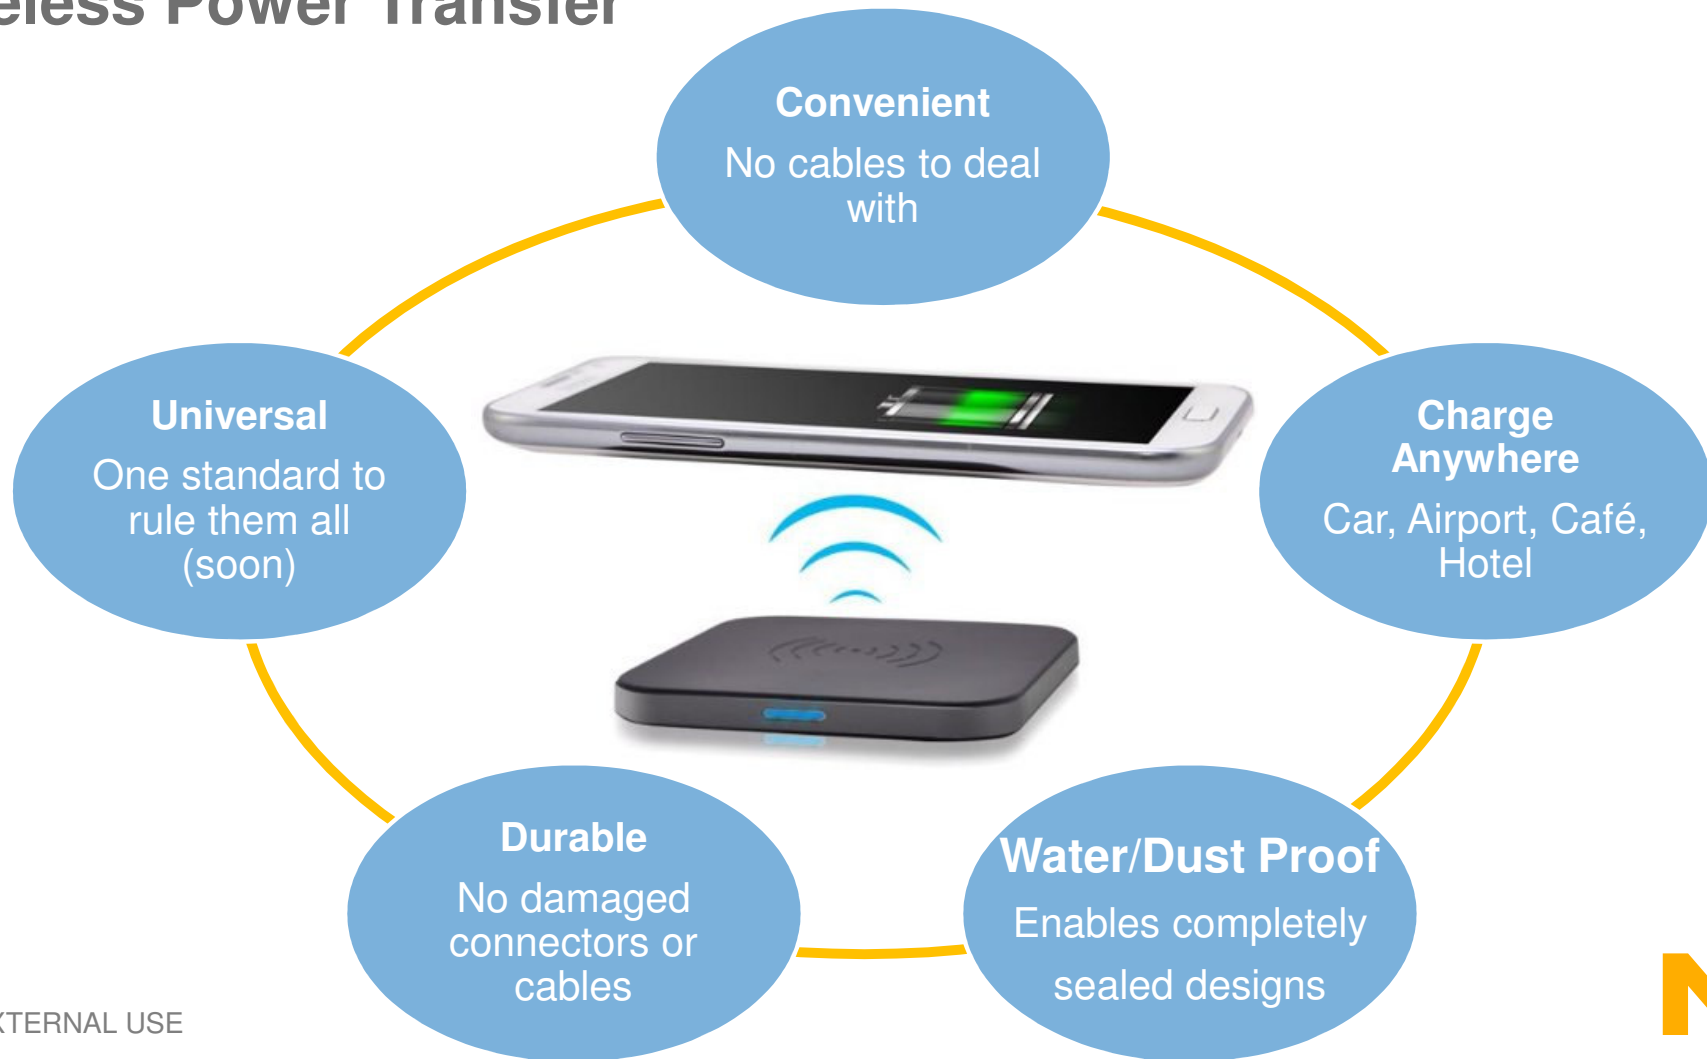 eless Power Transfer
Convenient
No cables to deal
with
Universal
One standard to
rule them all
(soon)
Charge
Anywhere
Car, Airport, Café,
Hotel
Durable
No damaged
connectors or
cables
Water/Dust Proof
Enables completely
sealed designs
XTERNAL USE
N